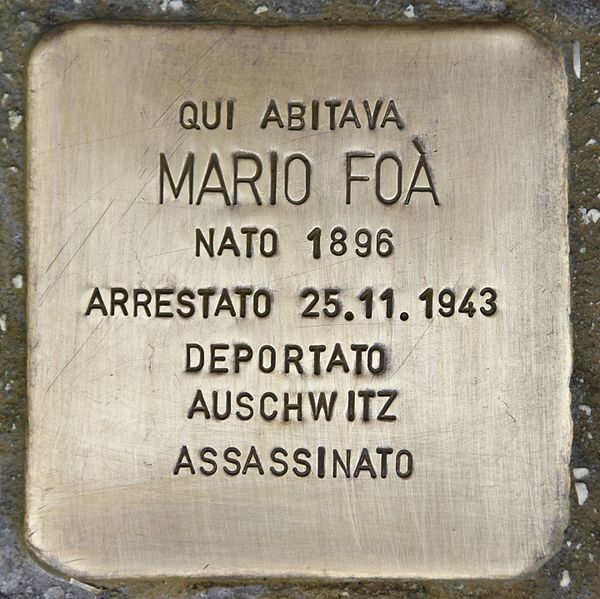 QUI ABITAVA
MARIO FOÀ
NATO 1896
ARRESTATO 25.11.1943
DEPORTATO
AUSCHWITZ
ASSASSINATO